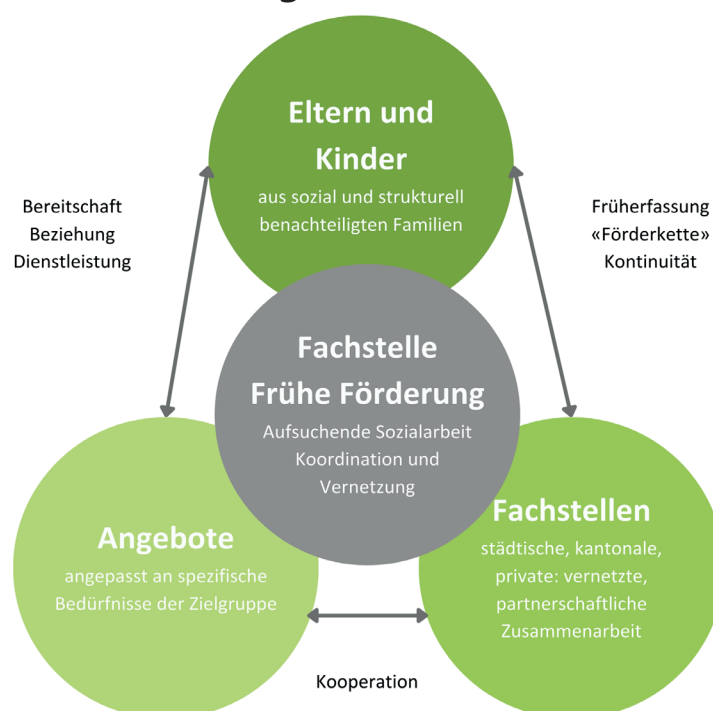 Eltern und
Kinder
aus sozial und strukturell
benachteiligten Familien
Bereitschaft
Beziehung
Dienstleistung
Früherfassung
«Förderkette»
Kontinuität
Fachstelle
Frühe Förderung
Aufsuchende Sozialarbeit
Koordination und
Vernetzung
Angebote
angepasst an spezifische
Bedürfnisse der Zielgruppe
Fachstellen
städtische, kantonale,
private: vernetzte,
partnerschaftliche
Zusammenarbeit
Kooperation